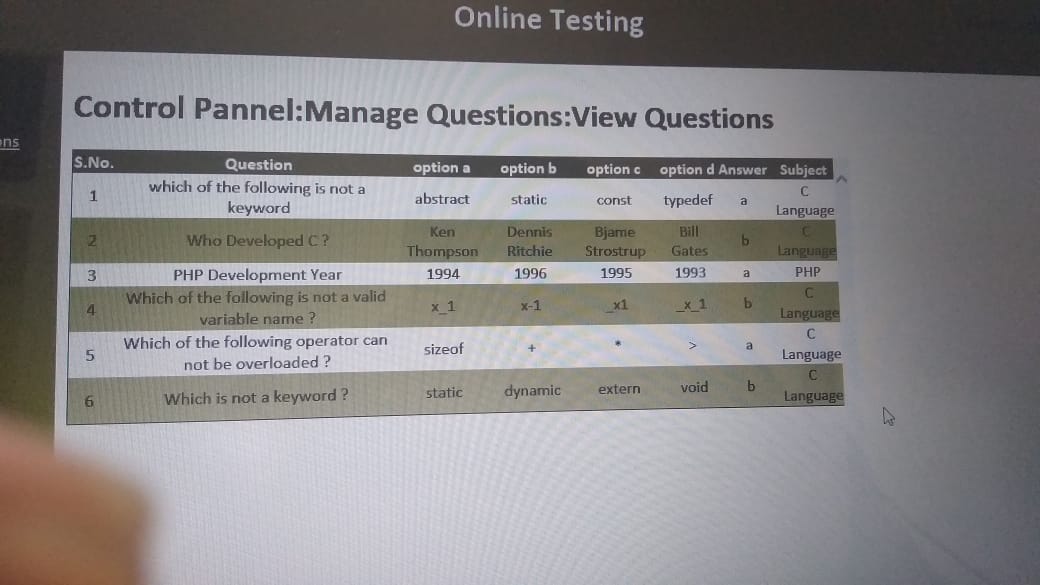 Online Testing
ons
Control Pannel:Manage Questions:View Questions
S.No. Question option a option b option c option d Answer Subject
1 which of the following is not a keyword abstract static const typedef a C Language
2 Who Developed C ? Ken Thompson Dennis Ritchie Bjame Strostrup Bill Gates b C Language
3 PHP Development Year 1994 1996 1995 1993 a PHP
4 Which of the following is not a valid variable name ? x_1 x-1 _x1 _x_1 b C Language
5 Which of the following operator can not be overloaded ? sizeof + * > a C Language
6 Which is not a keyword ? static dynamic extern void b C Language